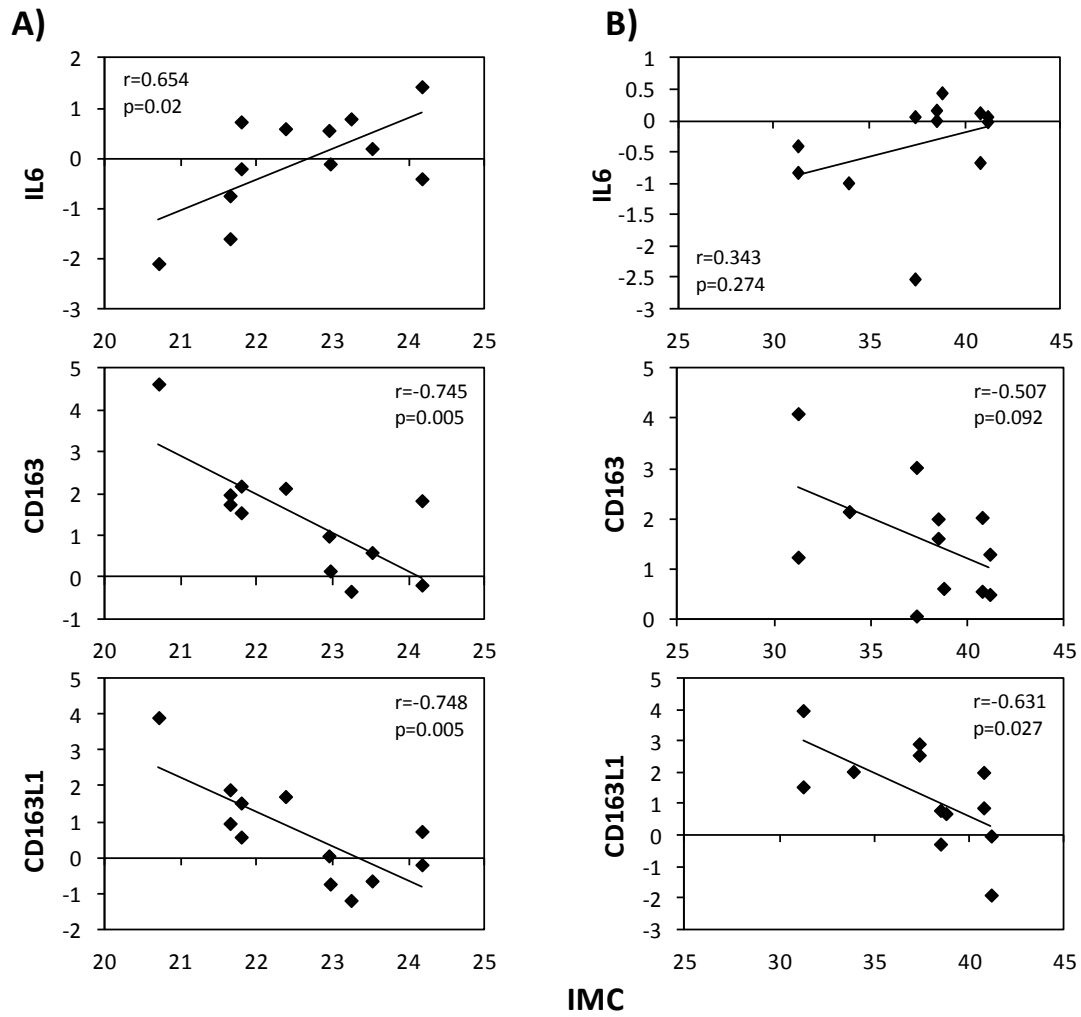 A)
B)
2
1
0
-1
-2
-3
IL6
r=0.654
p=0.02
20 21 22 23 24 25
1
0.5
0
-0.5
-1
-1.5
-2
-2.5
-3
IL6
r=0.343
p=0.274
25 30 35 40 45
5
4
3
2
1
0
-1
CD163
r=-0.745
p=0.005
20 21 22 23 24 25
5
4
3
2
1
0
CD163
r=-0.507
p=0.092
25 30 35 40 45
5
4
3
2
1
0
-1
-2
CD163L1
r=-0.748
p=0.005
20 21 22 23 24 25
5
4
3
2
1
0
-1
-2
-3
CD163L1
r=-0.631
p=0.027
25 30 35 40 45
IMC